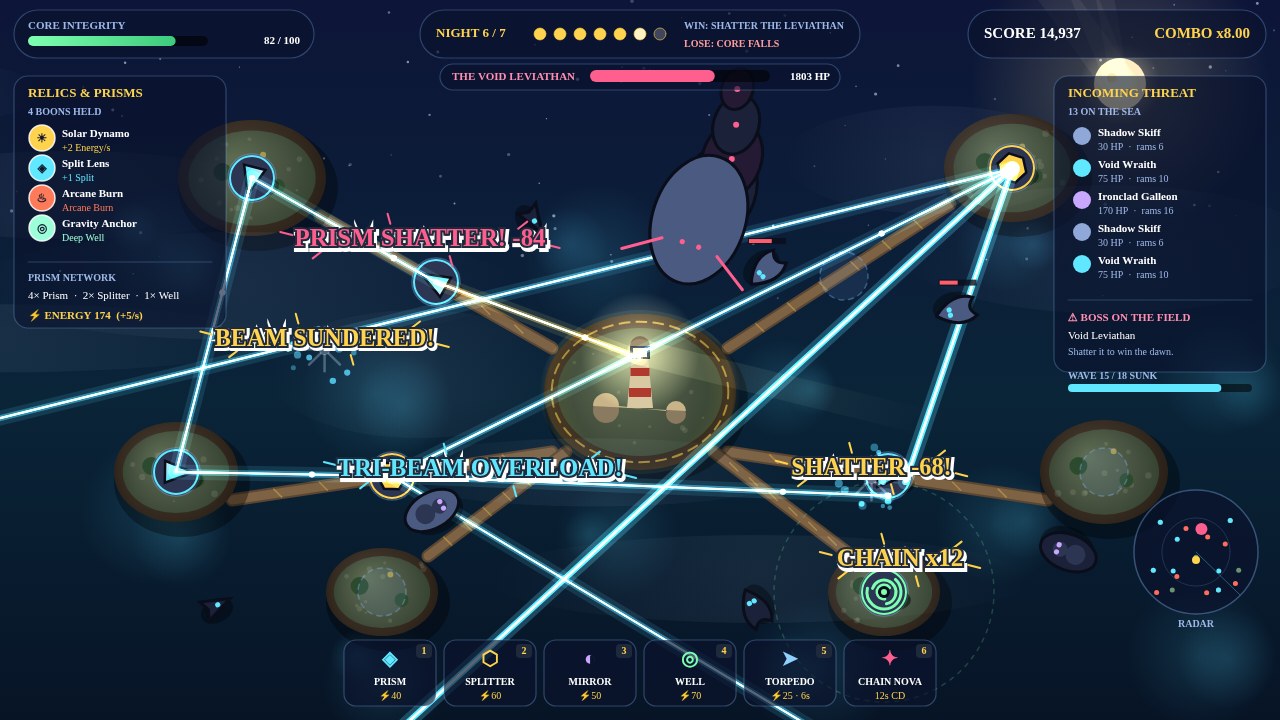 CORE INTEGRITY
82 / 100
NIGHT 6 / 7
WIN: SHATTER THE LEVIATHAN
LOSE: CORE FALLS
SCORE 14,937
COMBO x8.00
THE VOID LEVIATHAN
1803 HP
RELICS & PRISMS
4 BOONS HELD
Solar Dynamo
+2 Energy/s
Split Lens
+1 Split
Arcane Burn
Arcane Burn
Gravity Anchor
Deep Well
PRISM NETWORK
4× Prism · 2× Splitter · 1× Well
⚡ ENERGY 174 (+5/s)
INCOMING THREAT
13 ON THE SEA
Shadow Skiff
30 HP · rams 6
Void Wraith
75 HP · rams 10
Ironclad Galleon
170 HP · rams 16
Shadow Skiff
30 HP · rams 6
Void Wraith
75 HP · rams 10
⚠ BOSS ON THE FIELD
Void Leviathan
Shatter it to win the dawn.
WAVE 15 / 18 SUNK
PRISM SHATTER! -84
BEAM SUNDERED!
TRI-BEAM OVERLOAD!
SHATTER -68!
CHAIN x12
RADAR
1
PRISM
⚡40
2
SPLITTER
⚡60
3
MIRROR
⚡50
4
WELL
⚡70
5
TORPEDO
⚡25 · 6s
6
CHAIN NOVA
12s CD